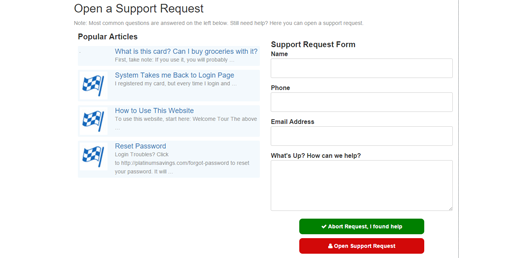 Open a Support Request
Note: Most common questions are answered on the left below. Still need help? Here you can open a support request.
Popular Articles
What is this card? Can I buy groceries with it?
First, take note: If you use it, you will probably ...
System Takes me Back to Login Page
I registered my card, but every time I login and ...
How to Use This Website
To use this website, start here: Welcome Tour The above
...
Reset Password
Login Troubles? Click
to http://platinumsavings.com/forgot-password to reset
your password. It will ...
Support Request Form
Name
Phone
Email Address
What's Up? How can we help?
Abort Request, I found help
Open Support Request